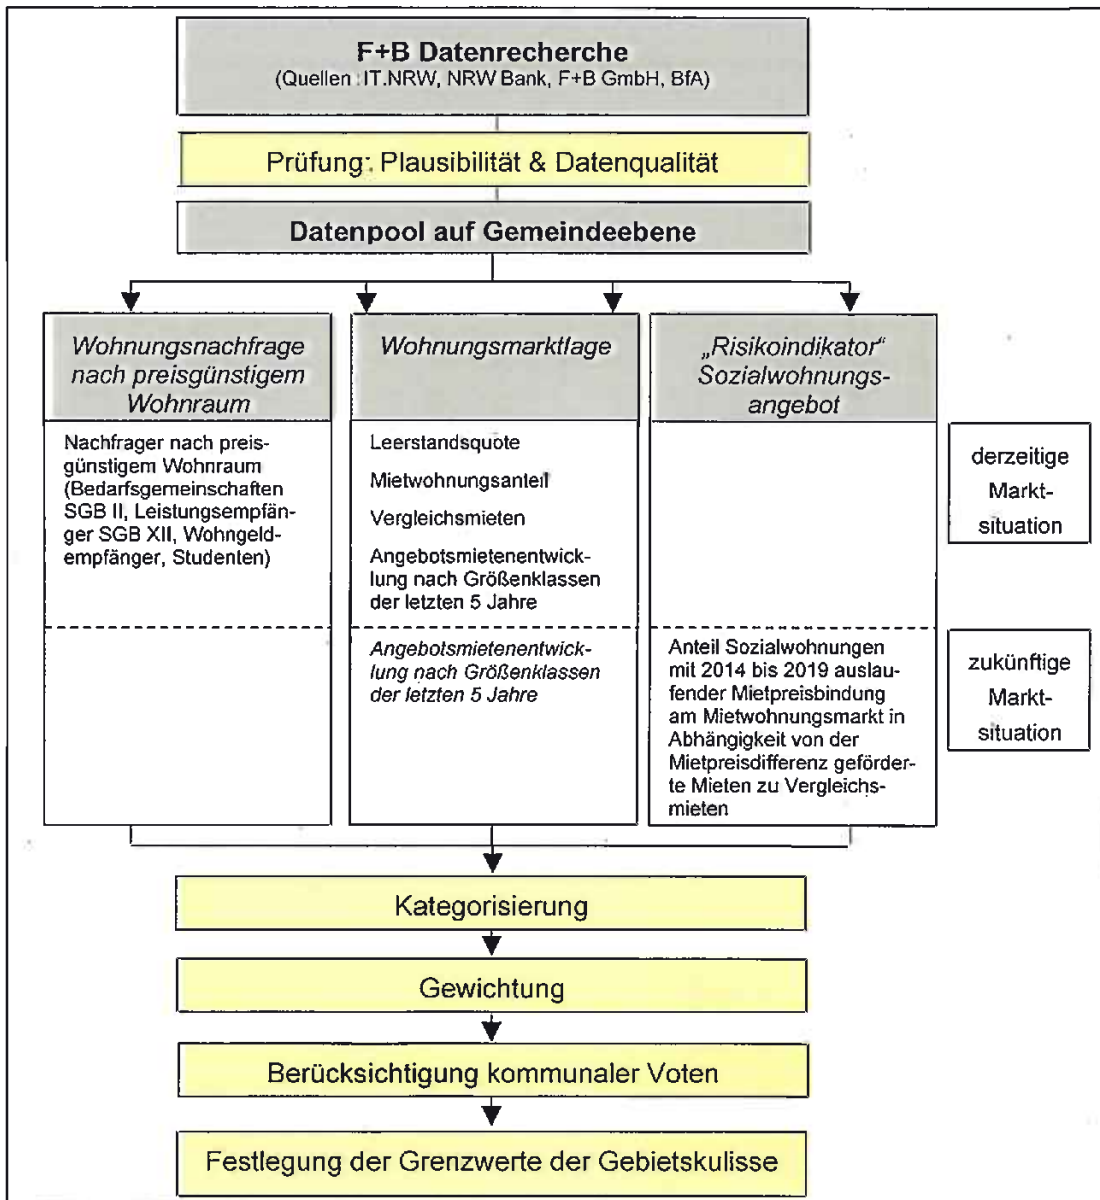 F+B Datenrecherche
(Quellen : IT.NRW, NRW Bank, F+B GmbH, BfA)
Prüfung: Plausibilität & Datenqualität
Datenpool auf Gemeindeebene
Wohnungsnachfrage
nach preisgünstigem
Wohnraum
Nachfrager nach preis-
günstigem Wohnraum
(Bedarfsgemeinschaften
SGB II, Leistungsempfän-
ger SGB XII, Wohngeld-
empfänger, Studenten)
Wohnungsmarktlage
Leerstandsquote
Mietwohnungsanteil
Vergleichsmieten
Angebotsmietenentwick-
lung nach Größenklassen
der letzten 5 Jahre
Angebotsmietenentwick-
lung nach Größenklassen
der letzten 5 Jahre
„Risikoindikator“
Sozialwohnungs-
angebot
Anteil Sozialwohnungen
mit 2014 bis 2019 auslau-
fender Mietpreisbindung
am Mietwohnungsmarkt in
Abhängigkeit von der
Mietpreisdifferenz geförder-
te Mieten zu Vergleichs-
mieten
derzeitige
Markt-
situation
zukünftige
Markt-
situation
Kategorisierung
Gewichtung
Berücksichtigung kommunaler Voten
Festlegung der Grenzwerte der Gebietskulisse